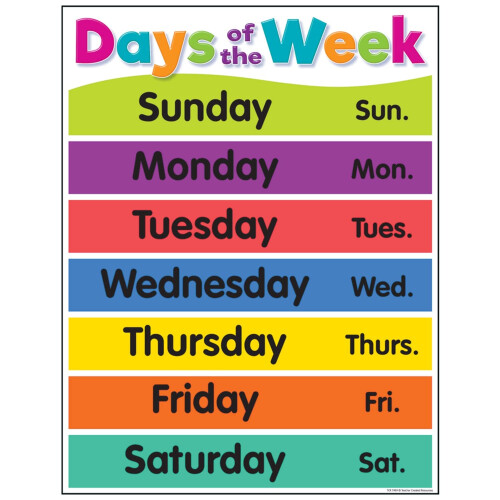 Days of the Week
Sunday Sun.
Monday Mon.
Tuesday Tues.
Wednesday Wed.
Thursday Thurs.
Friday Fri.
Saturday Sat.